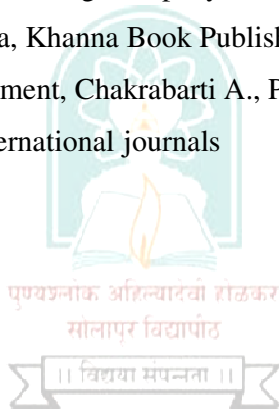 a, Khanna Book Publish
ment, Chakrabarti A., P
ernational journals
पुण्यश्लोक अहिल्यादेवी होळकर
सोलापूर विद्यापीठ
।। विद्यया संपन्नता ।।